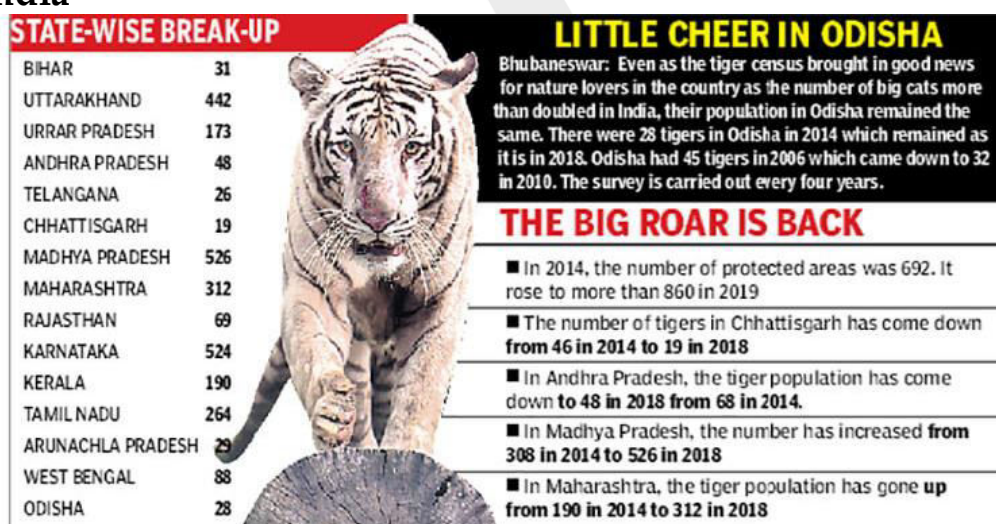 STATE-WISE BREAK-UP
BIHAR 31
UTTARAKHAND 442
URRAR PRADESH 173
ANDHRA PRADESH 48
TELANGANA 26
CHHATTISGARH 19
MADHYA PRADESH 526
MAHARASHTRA 312
RAJASTHAN 69
KARNATAKA 524
KERALA 190
TAMIL NADU 264
ARUNACHLA PRADESH 29
WEST BENGAL 88
ODISHA 28
LITTLE CHEER IN ODISHA
Bhubaneswar: Even as the tiger census brought in good news
for nature lovers in the country as the number of big cats more
than doubled in India, their population in Odisha remained the
same. There were 28 tigers in Odisha in 2014 which remained as
it is in 2018. Odisha had 45 tigers in 2006 which came down to 32
in 2010. The survey is carried out every four years.
THE BIG ROAR IS BACK
■ In 2014, the number of protected areas was 692. It
rose to more than 860 in 2019
■ The number of tigers in Chhattisgarh has come down
from 46 in 2014 to 19 in 2018
■ In Andhra Pradesh, the tiger population has come
down to 48 in 2018 from 68 in 2014.
■ In Madhya Pradesh, the number has increased from
308 in 2014 to 526 in 2018
■ In Maharashtra, the tiger population has gone up
from 190 in 2014 to 312 in 2018